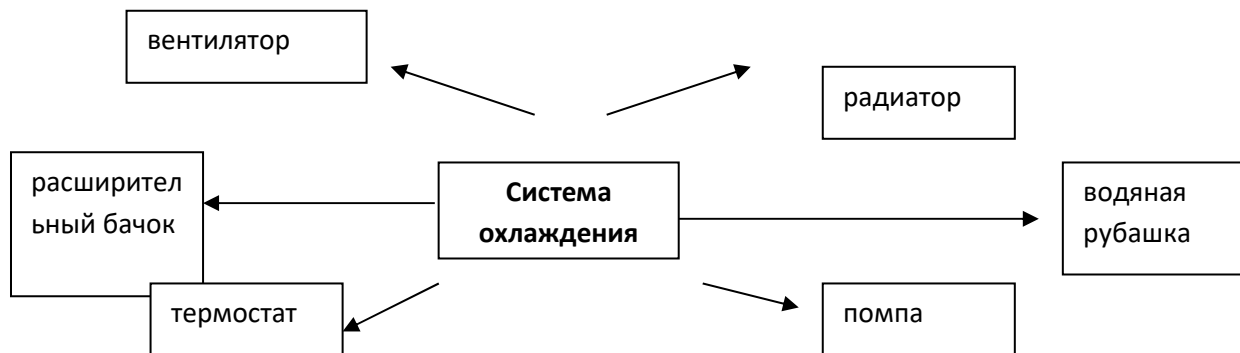 вентилятор
радиатор
расширител
ьный бачок
Система
охлаждения
водяная
рубашка
термостат
помпа